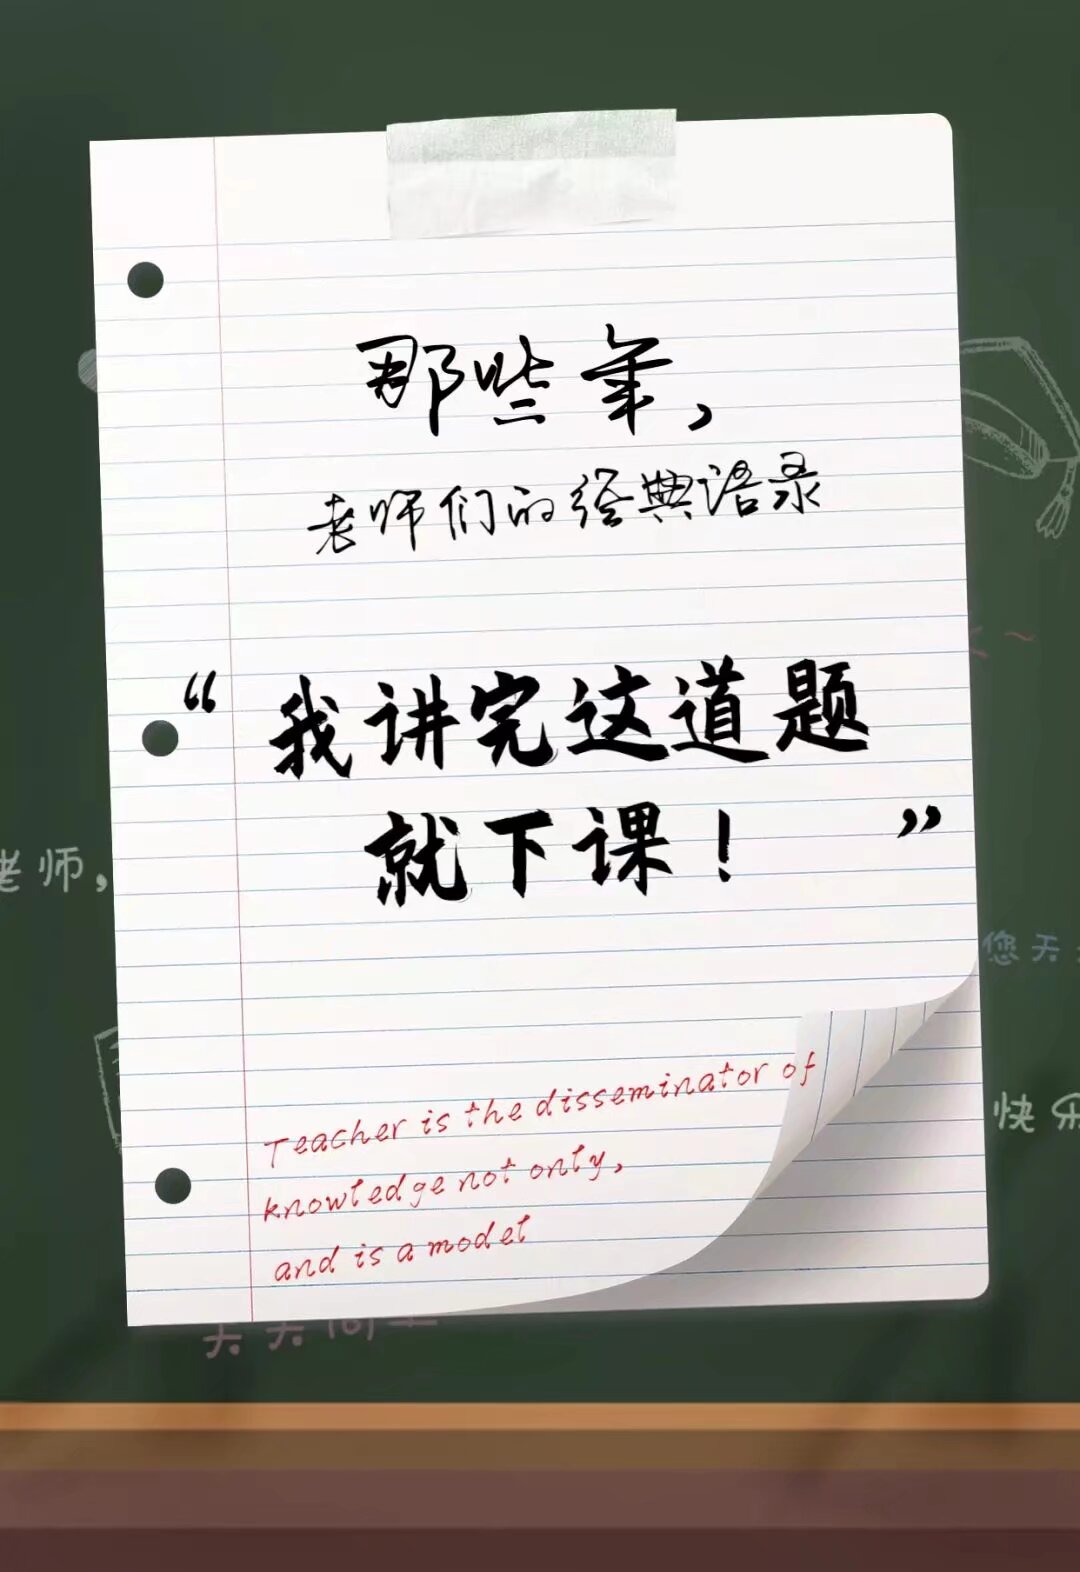 那些年，
老师们的经典语录
“我讲完这道题
就下课！”
老师，
您天
快乐
Teacher is the disseminator of
knowledge not only,
and is a model
天天